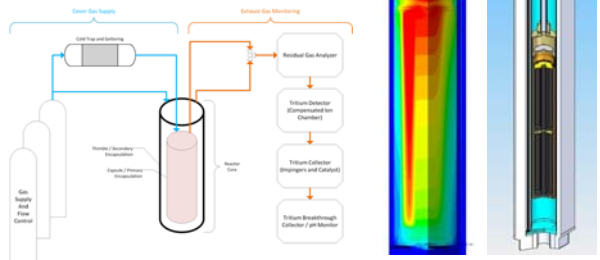 Cover Gas Supply
Exhaust Gas Monitoring
Cold Trap and Gettering
Residual Gas Analyzer
Tritium Detector
(Compensated Ion
Chamber)
Thimble / Secondary
Encapsulation
Reactor
Core
Capsule / Primary
Encapsulation
Tritium Collector
(Impingers and Catalyst)
Gas
Supply
And
Flow
Control
Tritium Breakthrough
Collector / pH Monitor